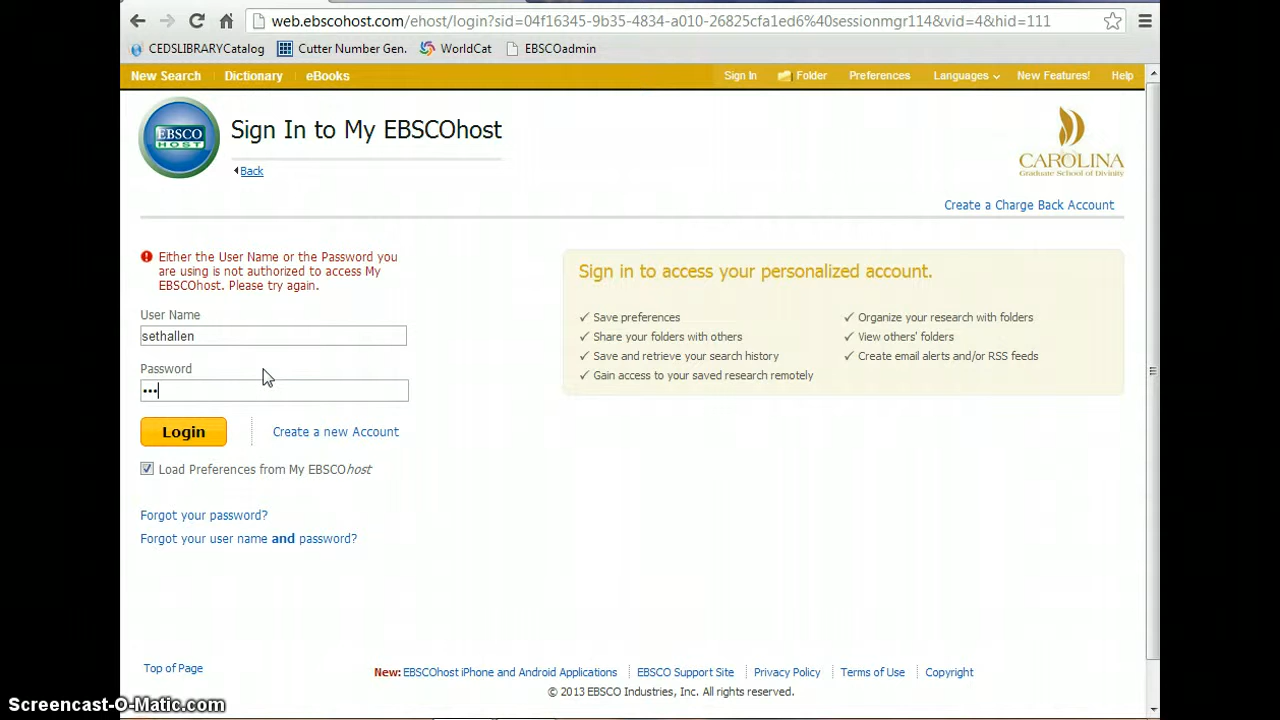 web.ebscohost.com/ehost/login?sid=04f16345-9b35-4834-a010-26825cfa1ed6%40sessionmgr114&vid=4&hid=111
CEDSLIBRARYCatalog Cutter Number Gen. WorldCat EBSCOadmin
New Search Dictionary eBooks Sign In Folder Preferences Languages New Features! Help
EBSCO
HOST
Sign In to My EBSCOhost
Back
CAROLINA
Graduate School of Divinity
Create a Charge Back Account
Either the User Name or the Password you
are using is not authorized to access My
EBSCOhost. Please try again.
User Name
sethallen
Password
•••
Login Create a new Account
Load Preferences from My EBSCOhost
Forgot your password?
Forgot your user name and password?
Sign in to access your personalized account.
✓ Save preferences
✓ Share your folders with others
✓ Save and retrieve your search history
✓ Gain access to your saved research remotely
✓ Organize your research with folders
✓ View others' folders
✓ Create email alerts and/or RSS feeds
Top of Page
New: EBSCOhost iPhone and Android Applications EBSCO Support Site Privacy Policy Terms of Use Copyright
© 2013 EBSCO Industries, Inc. All rights reserved.
Screencast-O-Matic.com